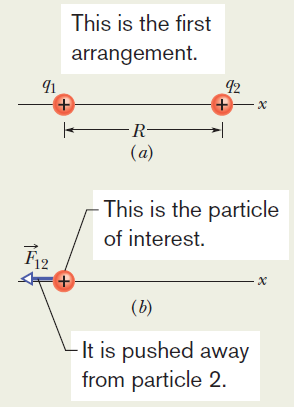 This is the first
arrangement.
q1 q2
+ + x
R
(a)
This is the particle
of interest.
F⃗12
+ x
(b)
It is pushed away
from particle 2.